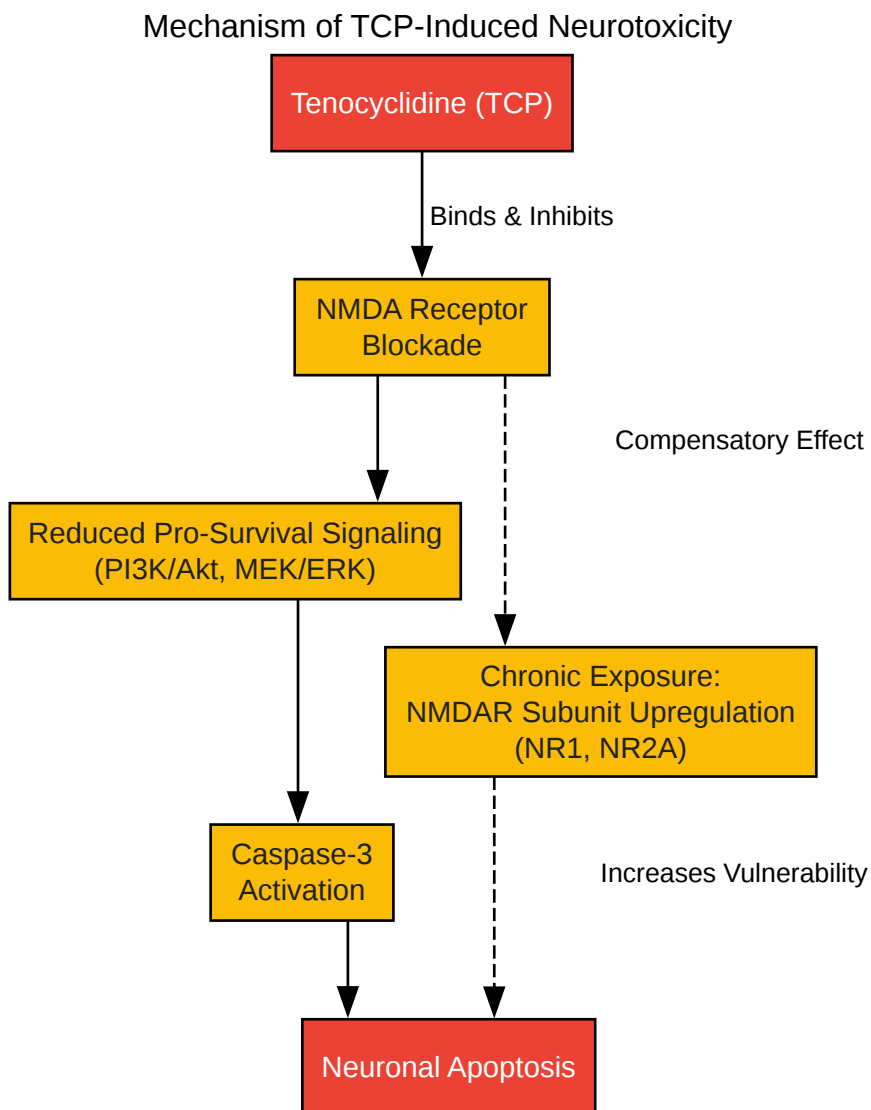 Mechanism of TCP-Induced Neurotoxicity
Tenocyclidine (TCP)
Binds & Inhibits
NMDA Receptor
Blockade
Compensatory Effect
Reduced Pro-Survival Signaling
(PI3K/Akt, MEK/ERK)
Chronic Exposure:
NMDAR Subunit Upregulation
(NR1, NR2A)
Caspase-3
Activation
Increases Vulnerability
Neuronal Apoptosis